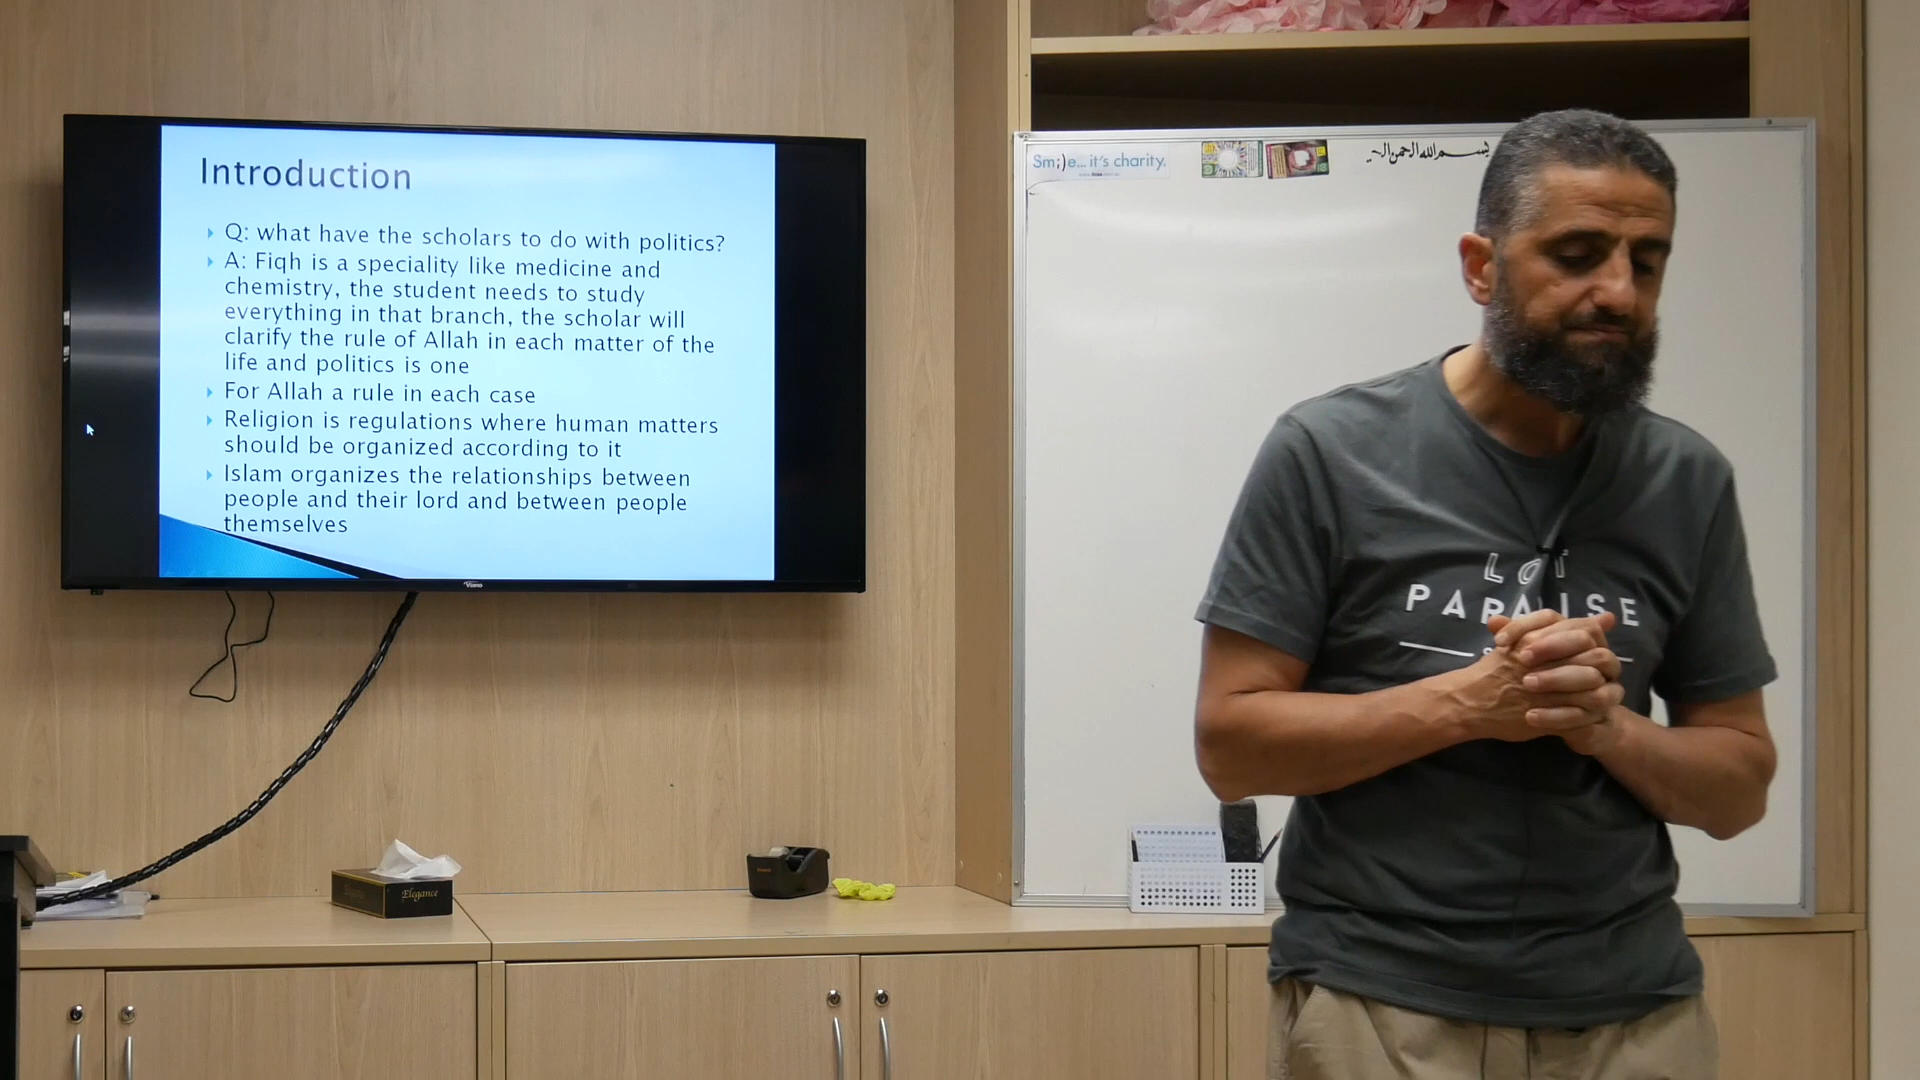 Introduction
Q: what have the scholars to do with politics?
A: Fiqh is a speciality like medicine and
chemistry, the student needs to study
everything in that branch, the scholar will
clarify the rule of Allah in each matter of the
life and politics is one
For Allah a rule in each case
Religion is regulations where human matters
should be organized according to it
Islam organizes the relationships between
people and their lord and between people
themselves
Sm;)e... it's charity.
بسم الله الرحمن الر
PARADISE
Elegance